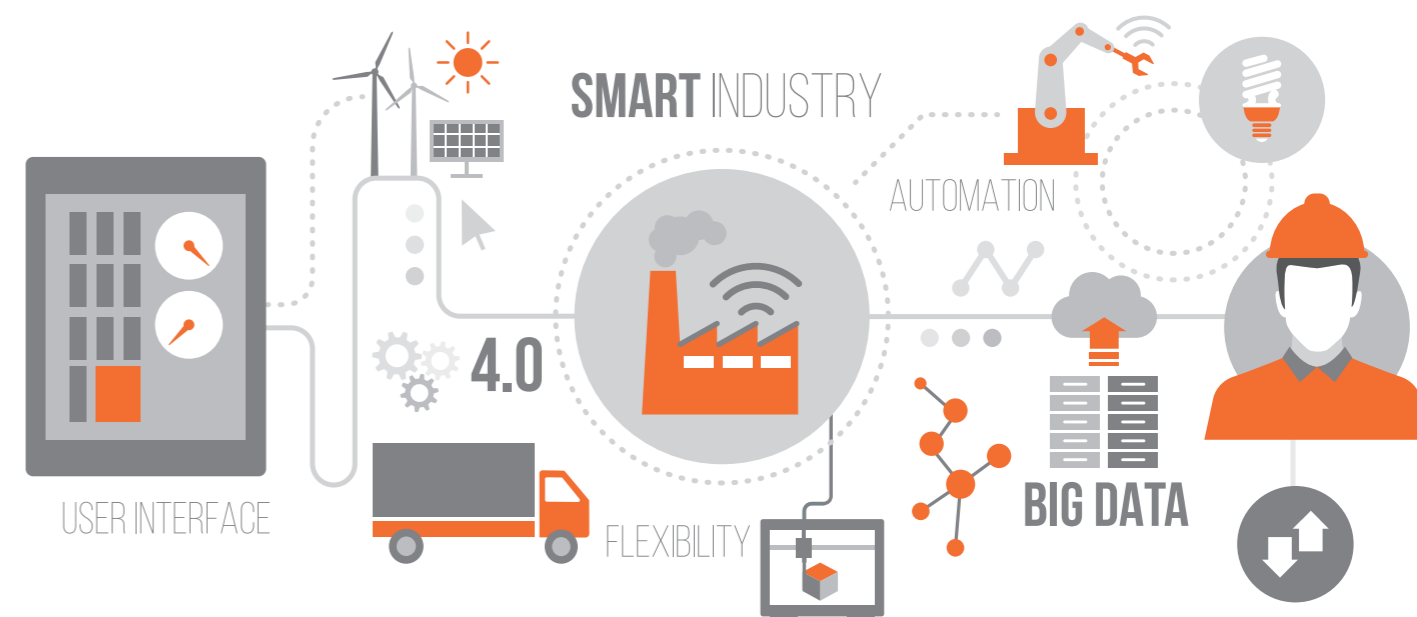 SMART INDUSTRY
AUTOMATION
4.0
USER INTERFACE
FLEXIBILITY
BIG DATA